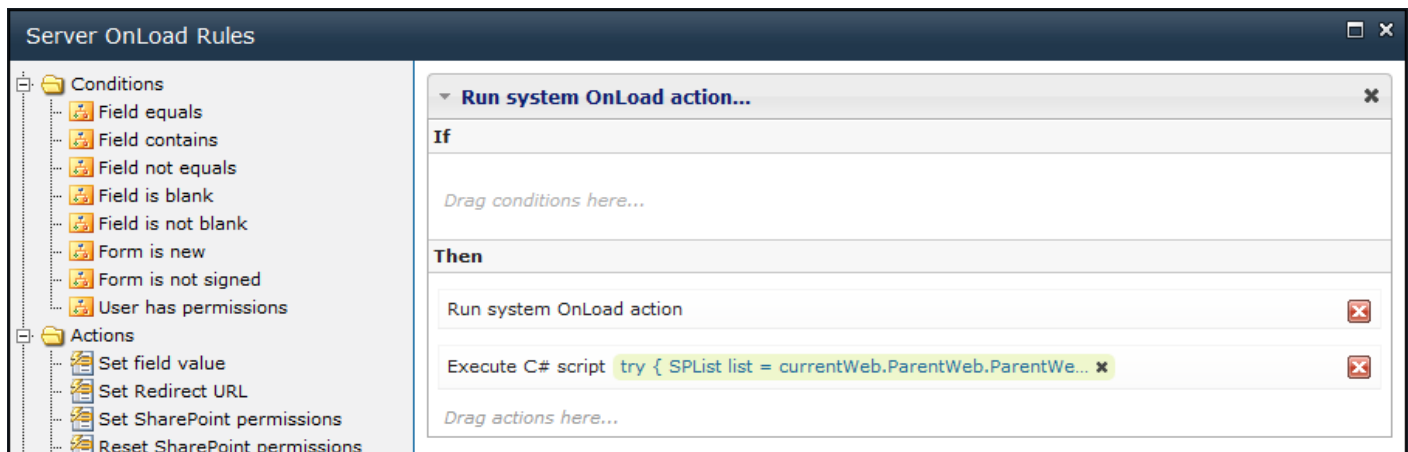 Server OnLoad Rules
Conditions
Field equals
Field contains
Field not equals
Field is blank
Field is not blank
Form is new
Form is not signed
User has permissions
Actions
Set field value
Set Redirect URL
Set SharePoint permissions
Reset SharePoint permissions
Run system OnLoad action...
If
Drag conditions here...
Then
Run system OnLoad action
Execute C# script try { SPList list = currentWeb.ParentWeb.ParentWe...
Drag actions here...